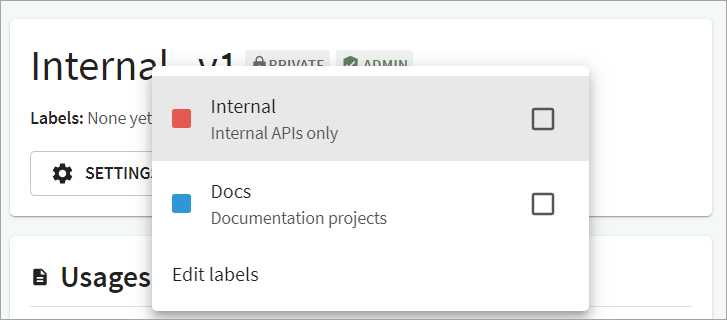 Internal v1 PRIVATE ADMIN
Labels: None yet
Internal
Internal APIs only
SETTINGS
Docs
Documentation projects
Usages
Edit labels